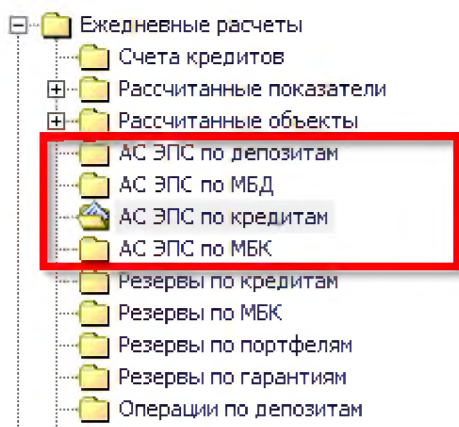 Ежедневные расчеты
Счета кредитов
Рассчитанные показатели
Рассчитанные объекты
АС ЭПС по депозитам
АС ЭПС по МБД
АС ЭПС по кредитам
АС ЭПС по МБК
Резервы по кредитам
Резервы по МБК
Резервы по портфелям
Резервы по гарантиям
Операции по депозитам